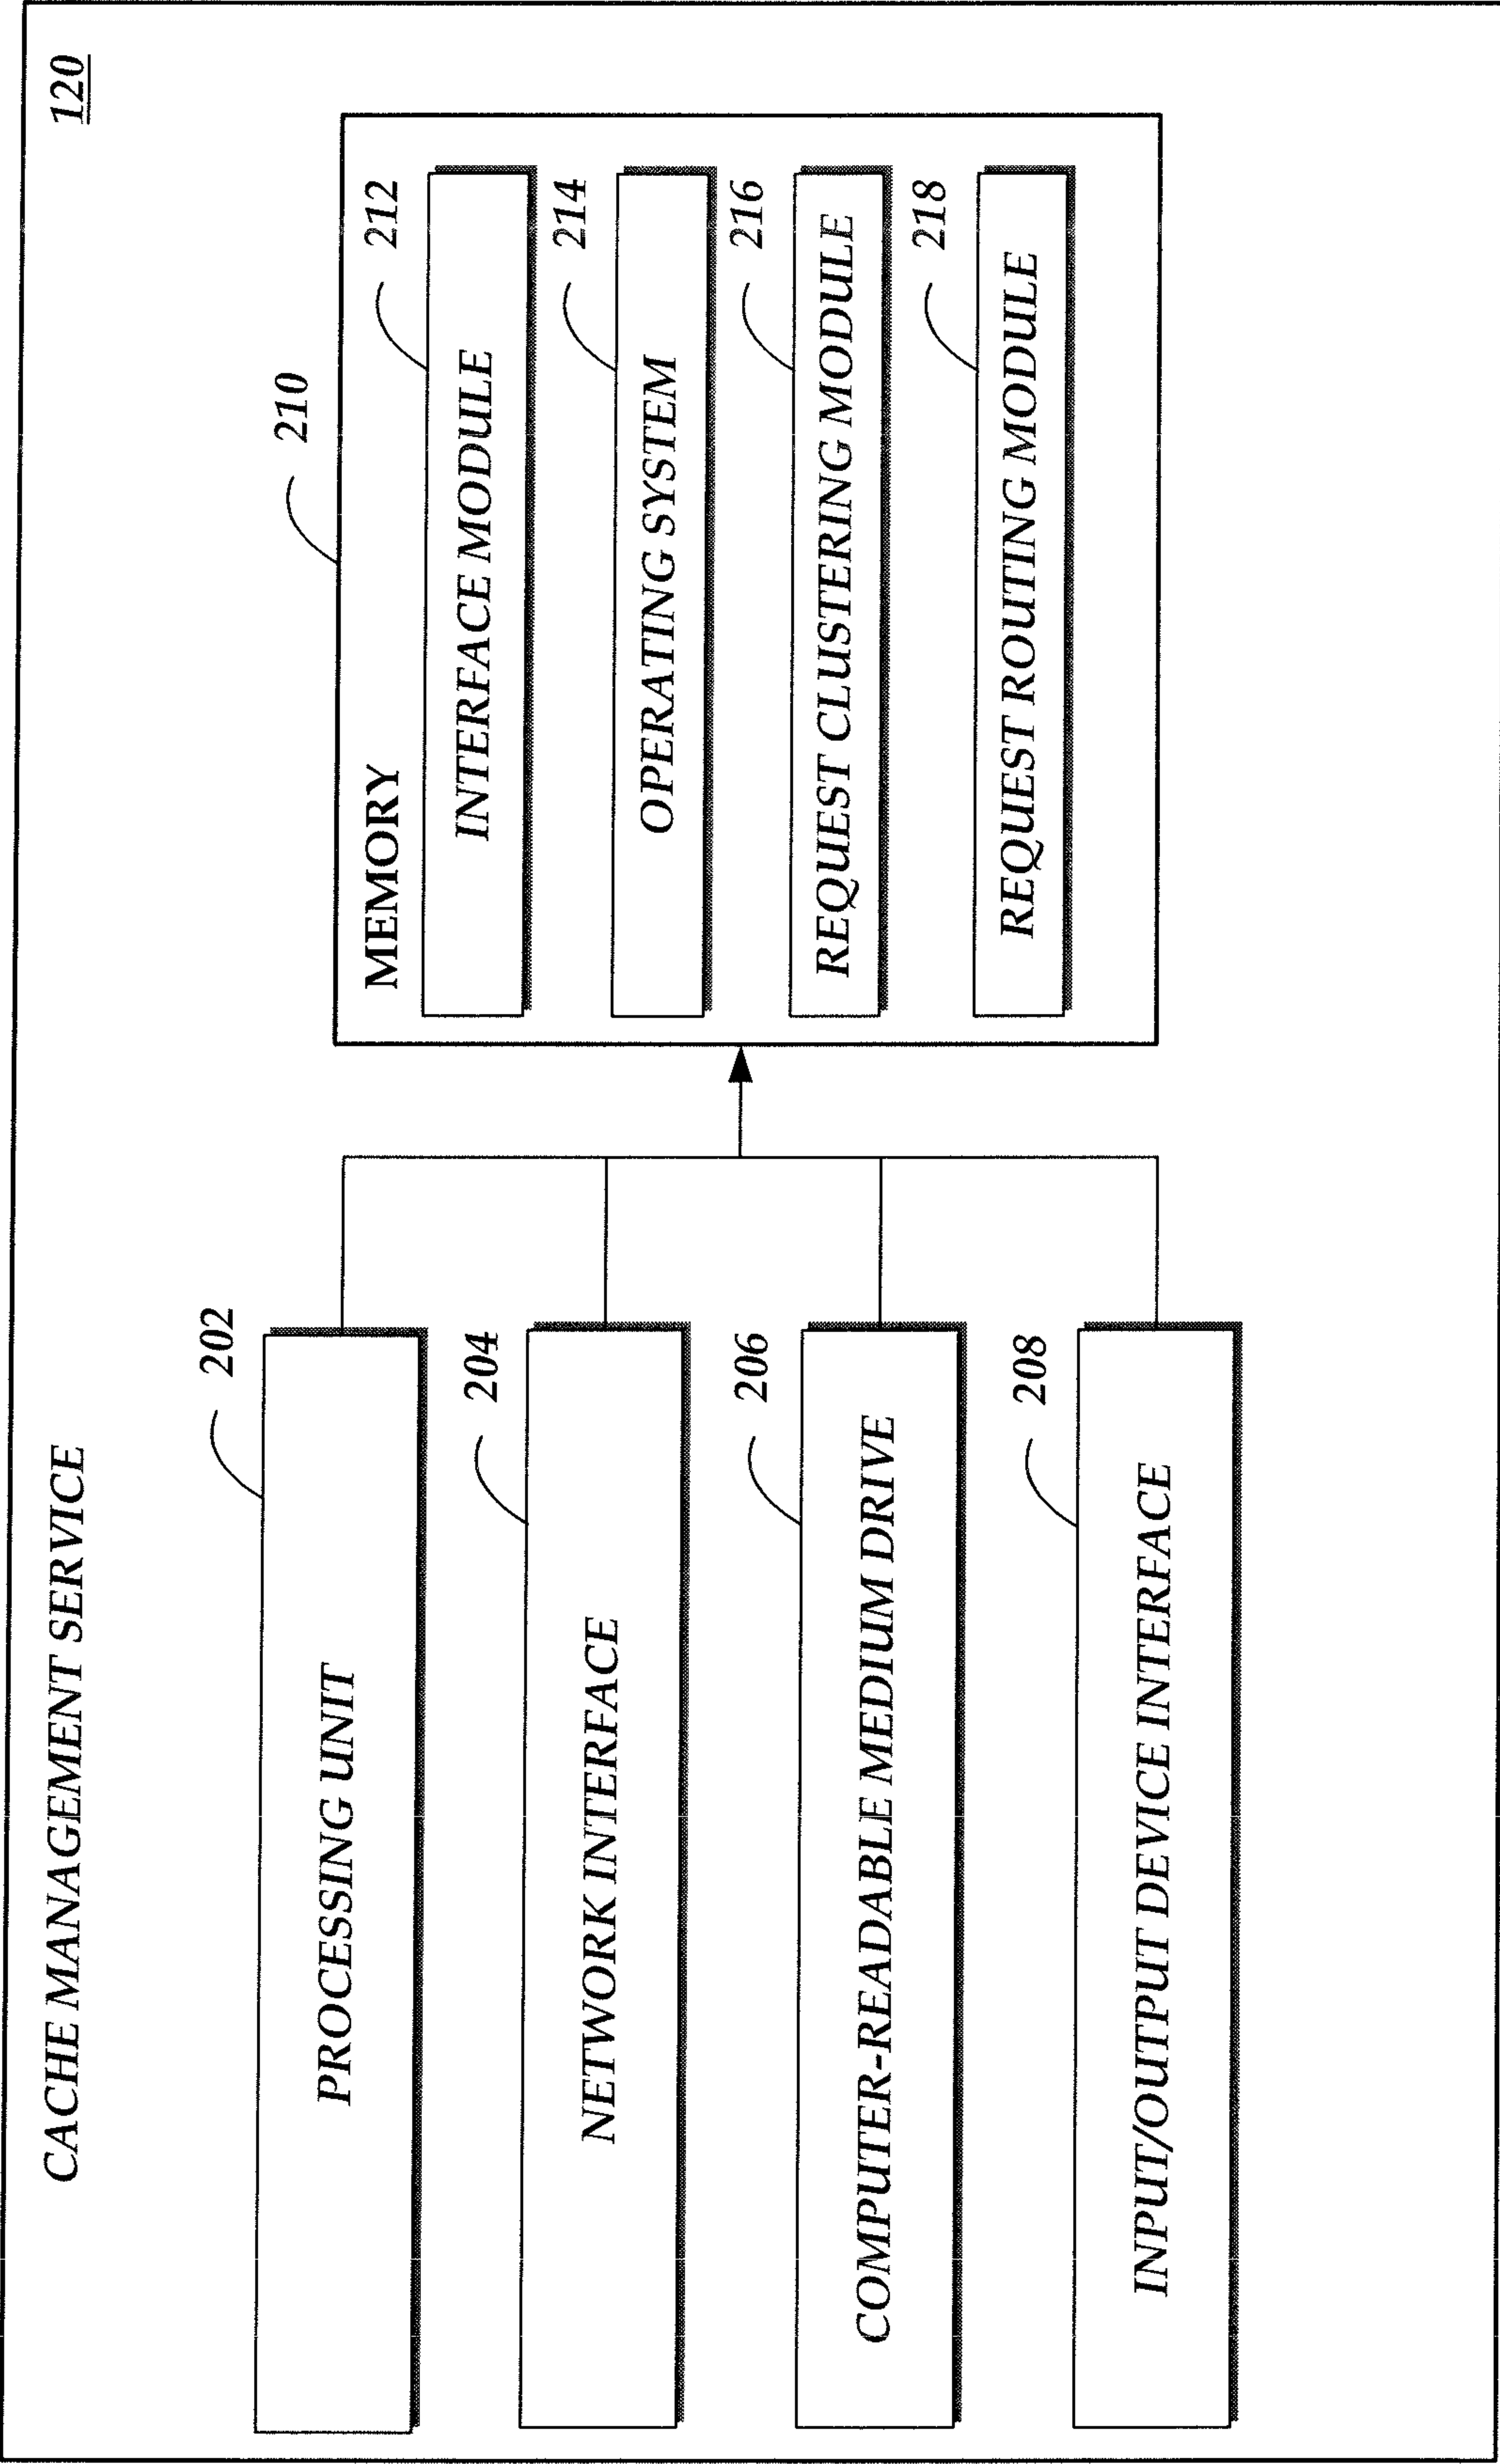 CACHE MANAGEMENT SERVICE
120
202
PROCESSING UNIT
204
NETWORK INTERFACE
206
COMPUTER-READABLE MEDIUM DRIVE
208
INPUT/OUTPUT DEVICE INTERFACE
210
MEMORY
212
INTERFACE MODULE
214
OPERATING SYSTEM
216
REQUEST CLUSTERING MODULE
218
REQUEST ROUTING MODULE